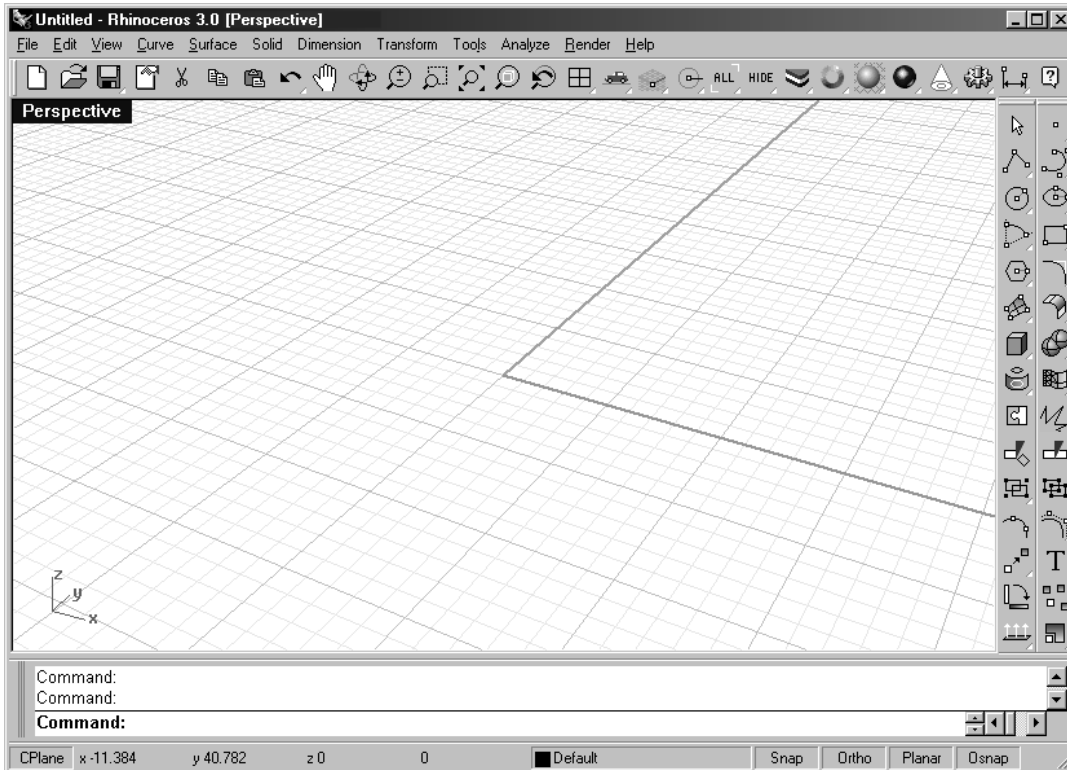 Untitled - Rhinoceros 3.0 [Perspective]
File Edit View Curve Surface Solid Dimension Transform Tools Analyze Render Help
ALL HIDE
Perspective
T
z
y
x
Command:
Command:
Command:
CPlane x -11.384 y 40.782 z 0 0 Default Snap Ortho Planar Osnap